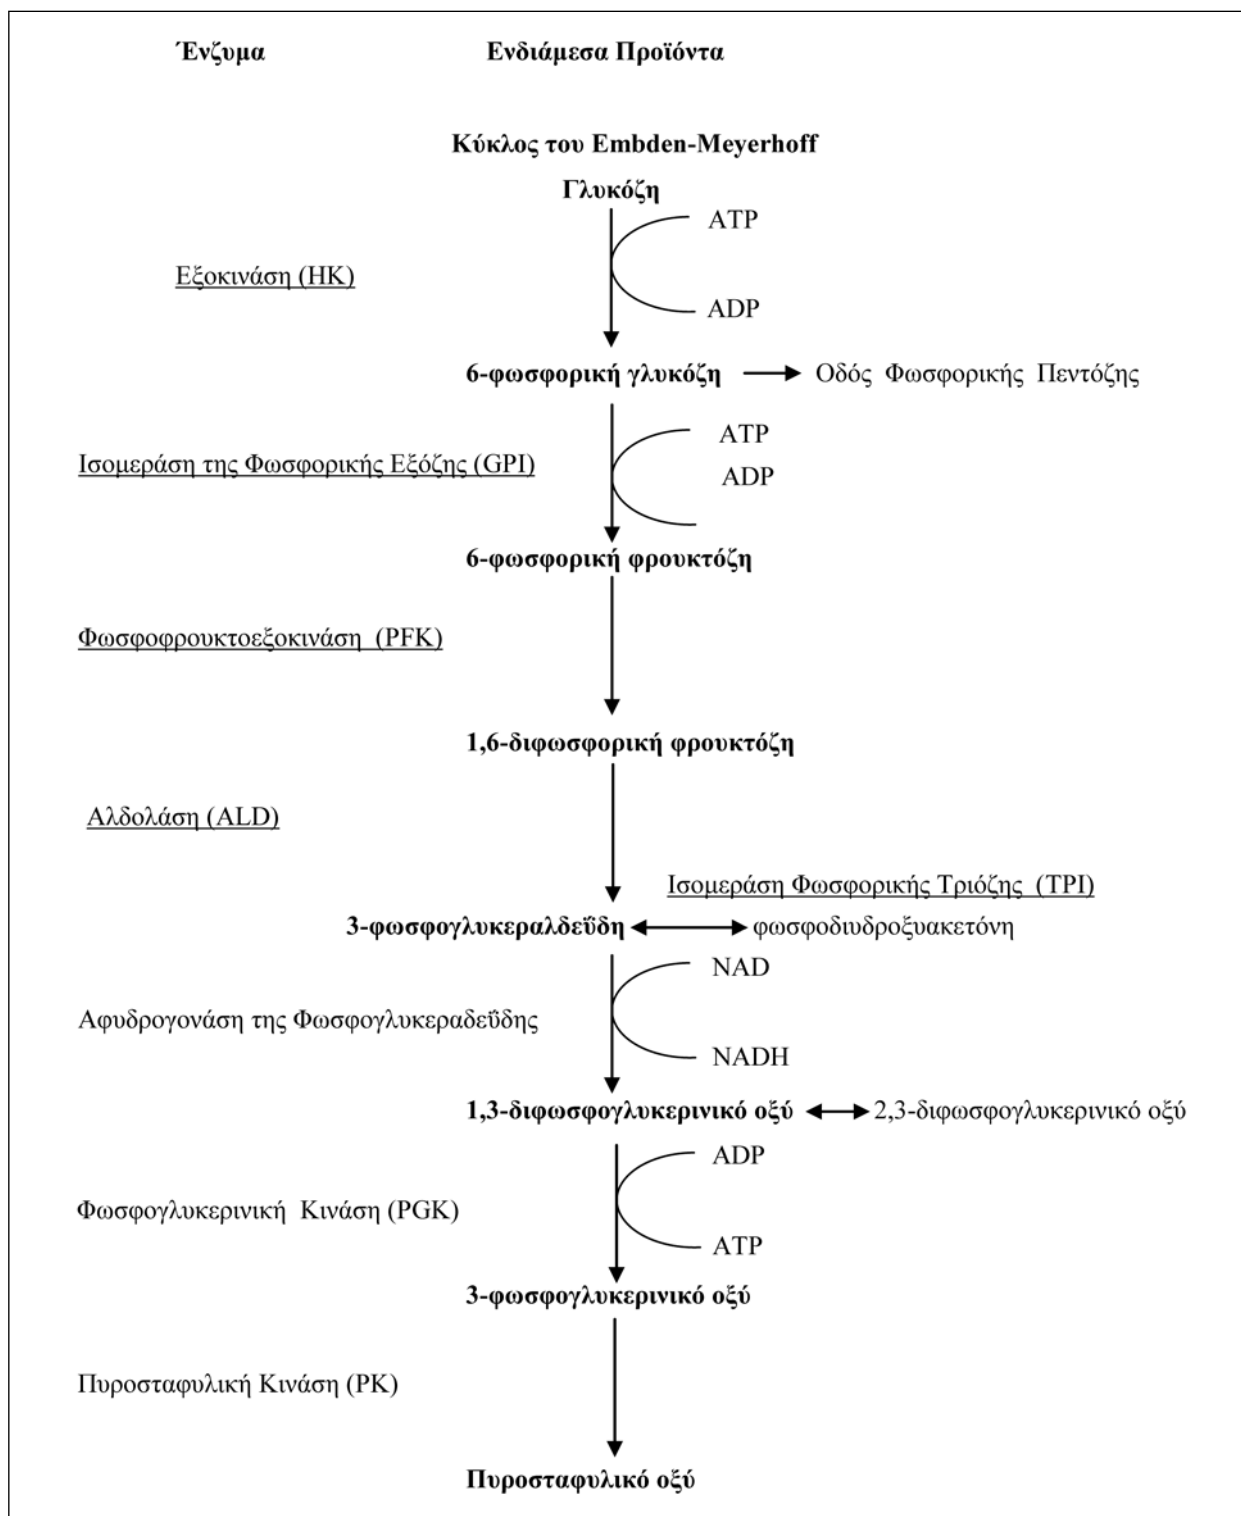 Ένζυμα Ενδιάμεσα Προϊόντα
Κύκλος του Embden-Meyerhoff
Γλυκόζη
ATP
Εξοκινάση (HK)
ADP
6-φωσφορική γλυκόζη Οδός Φωσφορικής Πεντόζης
ATP
Ισομεράση της Φωσφορικής Εξόζης (GPI)
ADP
6-φωσφορική φρουκτόζη
Φωσφοφρουκτοεξοκινάση (PFK)
1,6-διφωσφορική φρουκτόζη
Αλδολάση (ALD)
Ισομεράση Φωσφορικής Τριόζης (TPI)
3-φωσφογλυκεραλδεΰδη φωσφοδιυδροξυακετόνη
NAD
Αφυδρογονάση της Φωσφογλυκεραδεΰδης
NADH
1,3-διφωσφογλυκερινικό οξύ 2,3-διφωσφογλυκερινικό οξύ
ADP
Φωσφογλυκερινική Κινάση (PGK)
ATP
3-φωσφογλυκερινικό οξύ
Πυροσταφυλική Κινάση (PK)
Πυροσταφυλικό οξύ